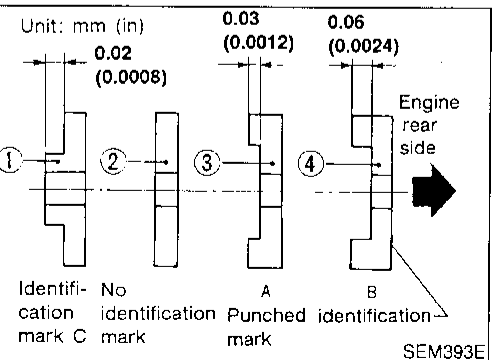 Unit: mm (in)
0.02
(0.0008)
0.03
(0.0012)
0.06
(0.0024)
Engine
rear
side
1
2
3
4
Identifi-
cation
mark C
No
identification
mark
A
Punched
mark
B
identification
SEM393E